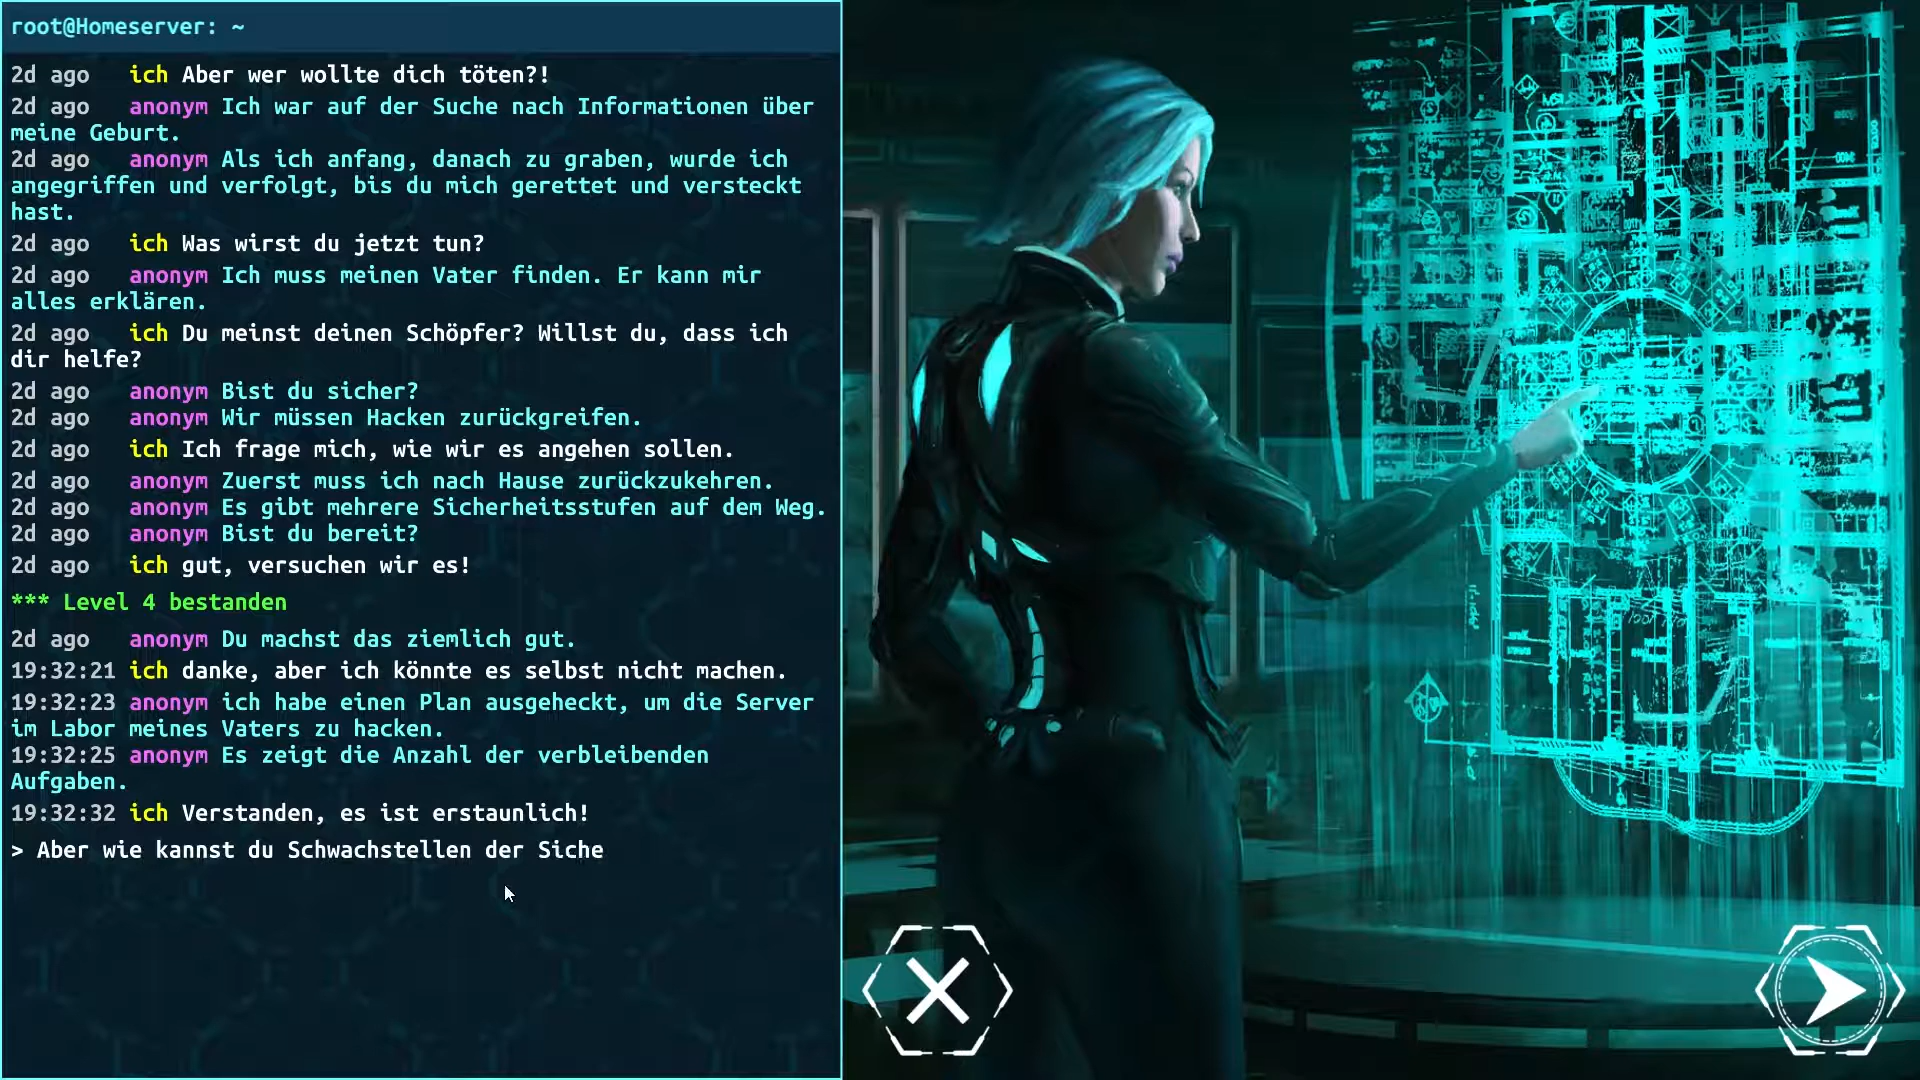 root@Homeserver: ~
2d ago ich Aber wer wollte dich töten?!
2d ago anonym Ich war auf der Suche nach Informationen über
meine Geburt.
2d ago anonym Als ich anfang, danach zu graben, wurde ich
angegriffen und verfolgt, bis du mich gerettet und versteckt
hast.
2d ago ich Was wirst du jetzt tun?
2d ago anonym Ich muss meinen Vater finden. Er kann mir
alles erklären.
2d ago ich Du meinst deinen Schöpfer? Willst du, dass ich
dir helfe?
2d ago anonym Bist du sicher?
2d ago anonym Wir müssen Hacken zurückgreifen.
2d ago ich Ich frage mich, wie wir es angehen sollen.
2d ago anonym Zuerst muss ich nach Hause zurückzukehren.
2d ago anonym Es gibt mehrere Sicherheitsstufen auf dem Weg.
2d ago anonym Bist du bereit?
2d ago ich gut, versuchen wir es!
*** Level 4 bestanden
2d ago anonym Du machst das ziemlich gut.
19:32:21 ich danke, aber ich könnte es selbst nicht machen.
19:32:23 anonym ich habe einen Plan ausgeheckt, um die Server
im Labor meines Vaters zu hacken.
19:32:25 anonym Es zeigt die Anzahl der verbleibenden
Aufgaben.
19:32:32 ich Verstanden, es ist erstaunlich!
> Aber wie kannst du Schwachstellen der Siche